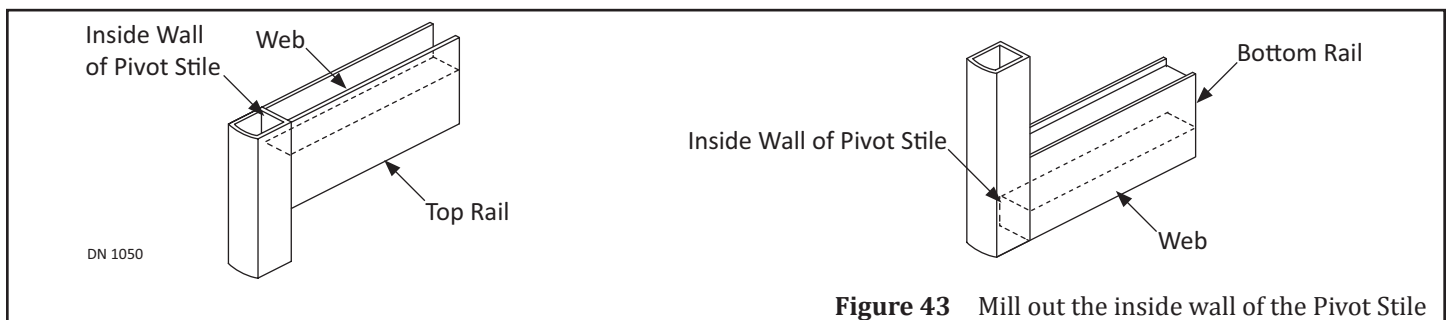 Inside Wall
of Pivot Stile
Web
Top Rail
DN 1050
Bottom Rail
Inside Wall of Pivot Stile
Web
Figure 43 Mill out the inside wall of the Pivot Stile